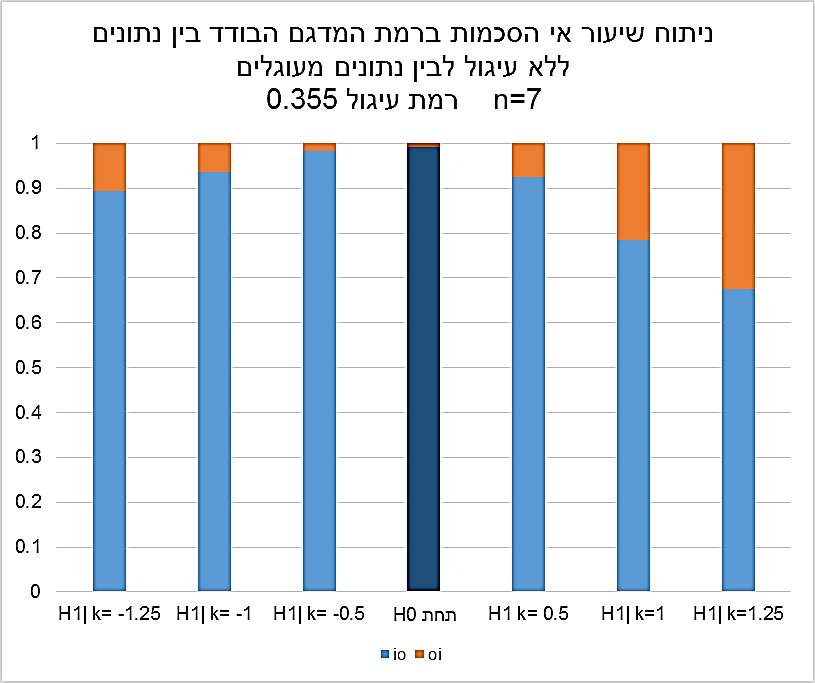 ניתוח שיעור אי הסכמות ברמת המדגם הבודד בין נתונים
ללא עיגול לבין נתונים מעוגלים
רמת עיגול 0.355 n=7
1
0.9
0.8
0.7
0.6
0.5
0.4
0.3
0.2
0.1
0
H1| k= -1.25 H1| k= -1 H1| k= -0.5 תחת H0 H1 k= 0.5 H1| k=1 H1| k=1.25
io oi